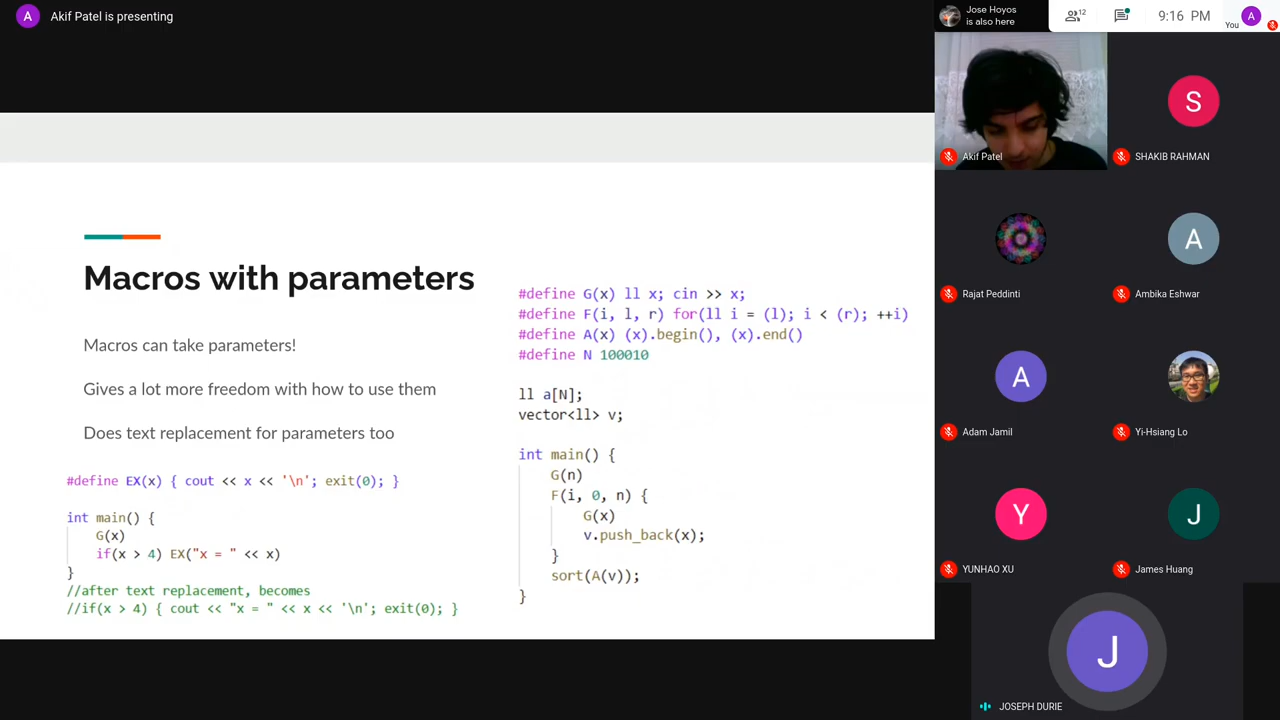 A
Akif Patel is presenting
Jose Hoyos
is also here
12
9:16 PM
You
A
Macros with parameters
Macros can take parameters!
Gives a lot more freedom with how to use them
Does text replacement for parameters too
#define EX(x) { cout << x << '\n'; exit(0); }
int main() {
G(x)
if(x > 4) EX("x = " << x)
}
//after text replacement, becomes
//if(x > 4) { cout << "x = " << x << '\n'; exit(0); }
#define G(x) ll x; cin >> x;
#define F(i, l, r) for(ll i = (l); i < (r); ++i)
#define A(x) (x).begin(), (x).end()
#define N 100010
ll a[N];
vector<ll> v;
int main() {
G(n)
F(i, 0, n) {
G(x)
v.push_back(x);
}
sort(A(v));
}
Akif Patel
S
SHAKIB RAHMAN
Rajat Peddinti
A
Ambika Eshwar
A
Adam Jamil
Yi-Hsiang Lo
Y
YUNHAO XU
J
James Huang
J
JOSEPH DURIE